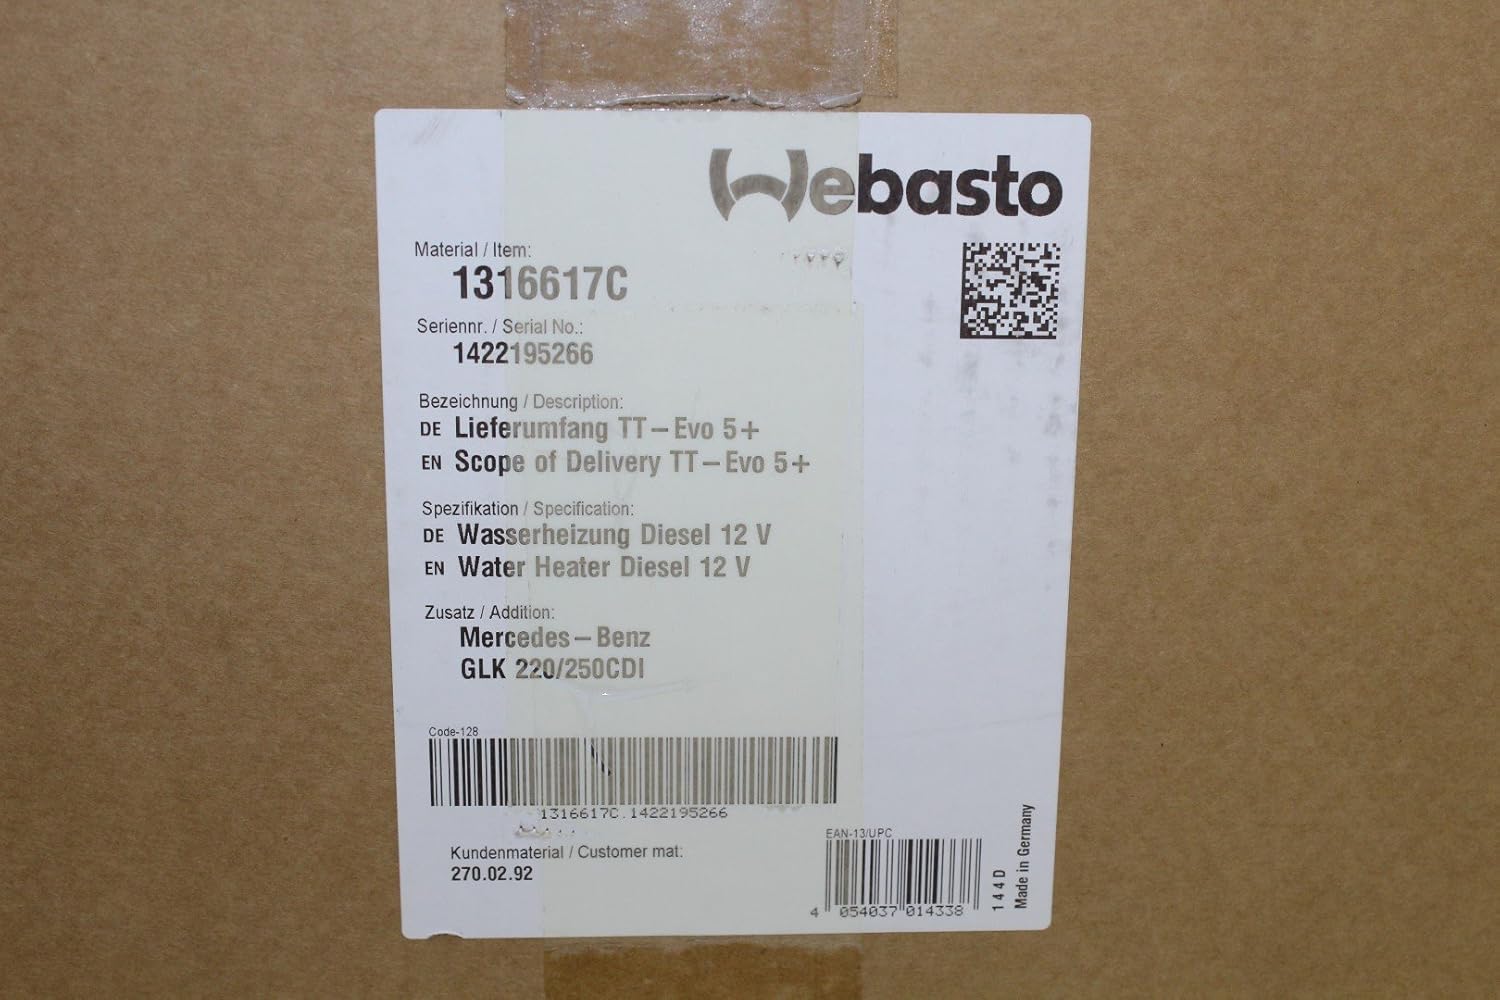 Webasto
Material / Item:
1316617C
Seriennr. / Serial No.:
1422195266
Bezeichnung / Description:
DE Lieferumfang TT – Evo 5+
EN Scope of Delivery TT – Evo 5+
Spezifikation / Specification:
DE Wasserheizung Diesel 12 V
EN Water Heater Diesel 12 V
Zusatz / Addition:
Mercedes – Benz
GLK 220/250CDI
Code-128
1316617C.1422195266
Kundenmaterial / Customer mat:
270.02.92
EAN-13/UPC
4 054037 014338
144D
Made in Germany